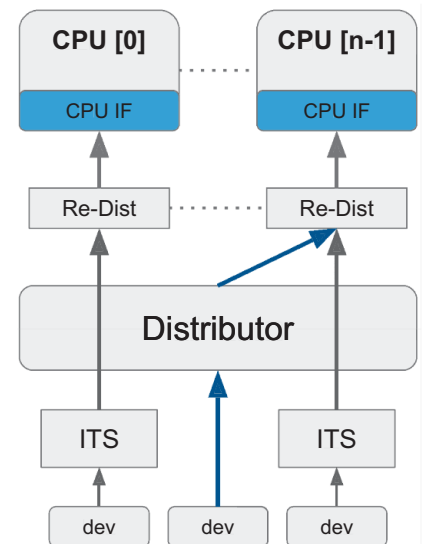 CPU [0]
CPU [n-1]
CPU IF
CPU IF
Re-Dist
Re-Dist
Distributor
ITS
ITS
dev
dev
dev